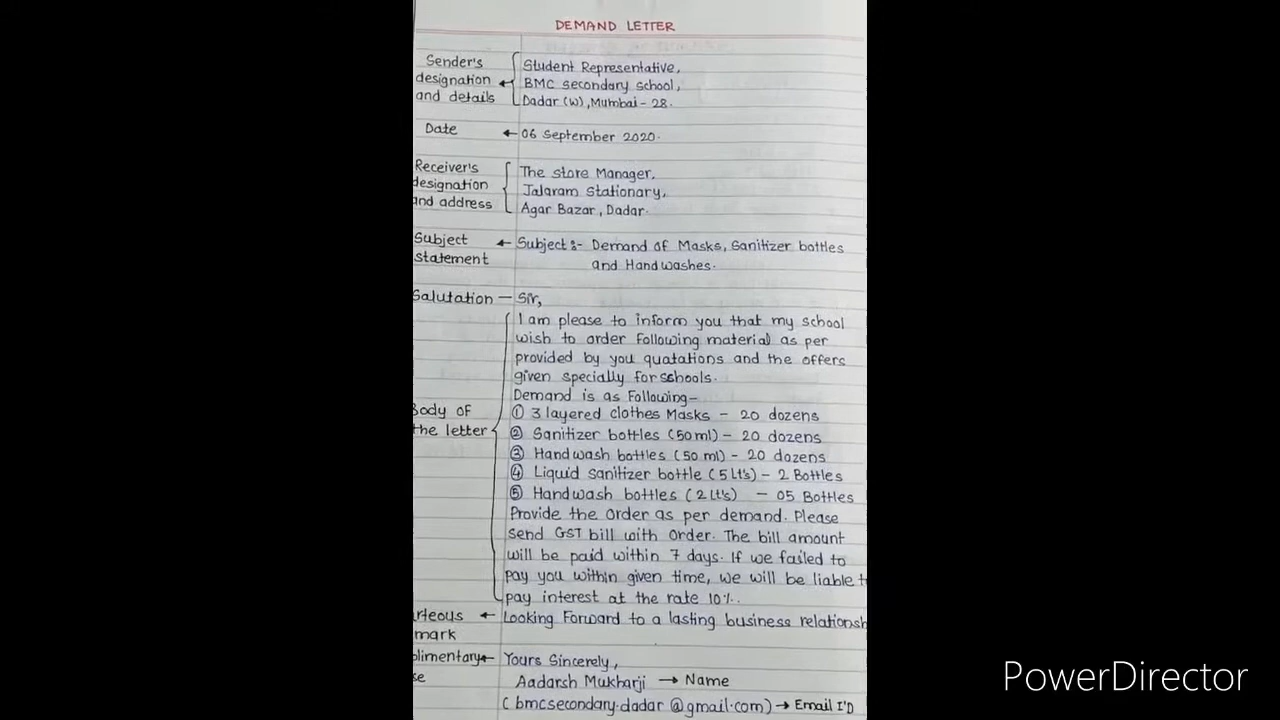 DEMAND LETTER
Sender's
designation
and details
Student Representative,
BMC secondary school,
Dadar (W), Mumbai - 28.
Date ← 06 September 2020.
Receiver's
designation
and address
The store Manager,
Jalaram Stationary,
Agar Bazar, Dadar.
Subject ← Subject :- Demand of Masks, Sanitizer bottles
statement and Handwashes.
Salutation — Sir,
I am please to inform you that my school
wish to order following material as per
provided by you quatations and the offers
given specially for schools.
Demand is as Following-
① 3 layered clothes Masks - 20 dozens
Body of
the letter
② Sanitizer bottles (50 ml) - 20 dozens
③ Handwash bottles (50 ml) - 20 dozens
④ Liquid sanitizer bottle (5 Lt's) - 2 Bottles
⑤ Handwash bottles (2 Lt's) - 05 Bottles
Provide the Order as per demand. Please
send GST bill with Order. The bill amount
will be paid within 7 days. If we failed to
pay you within given time, we will be liable t
pay interest at the rate 10%.
rteous ← Looking Forward to a lasting business relationsh
mark
plimentary ← Yours Sincerely,
se
Aadarsh Mukharji → Name
(bmcsecondary.dadar@gmail.com) → Email I'D
PowerDirector